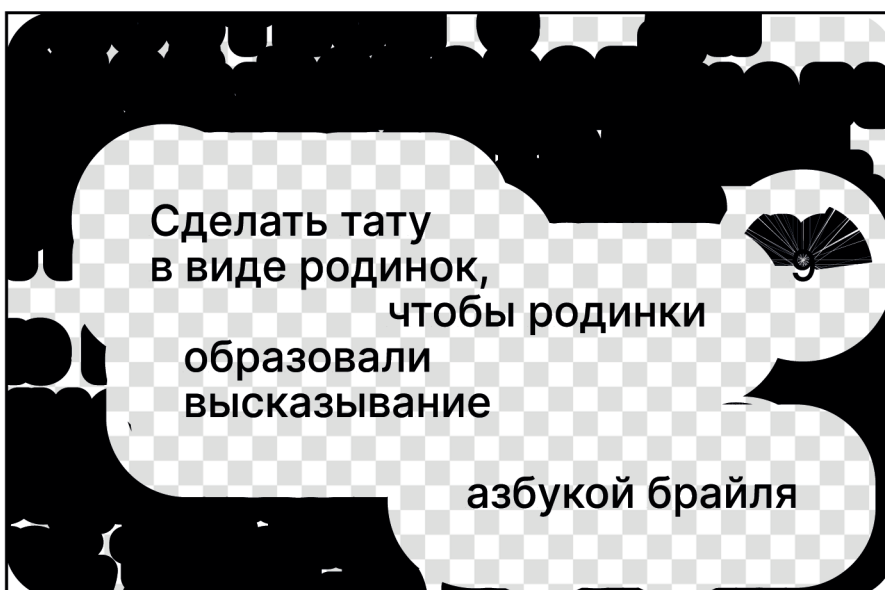 Сделать тату
в виде родинок,
чтобы родинки
образовали
высказывание
азбукой брайля